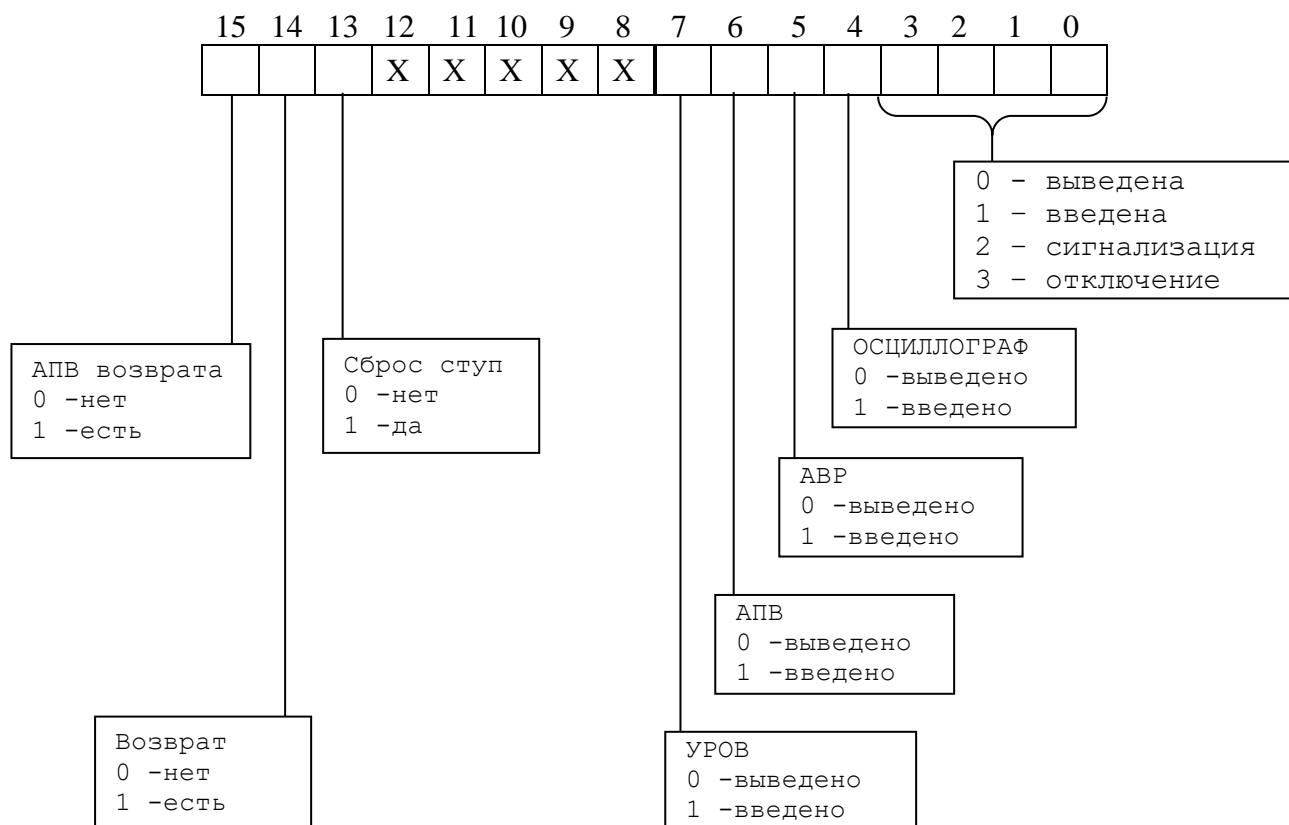 15 14 13 12 11 10 9 8 7 6 5 4 3 2 1 0
X X X X X
0 – выведена
1 – введена
2 – сигнализация
3 – отключение
ОСЦИЛЛОГРАФ
0 -выведено
1 -введено
АПВ возврата
0 -нет
1 -есть
Сброс ступ
0 -нет
1 -да
АВР
0 -выведено
1 -введено
АПВ
0 -выведено
1 -введено
Возврат
0 -нет
1 -есть
УРОВ
0 -выведено
1 -введено